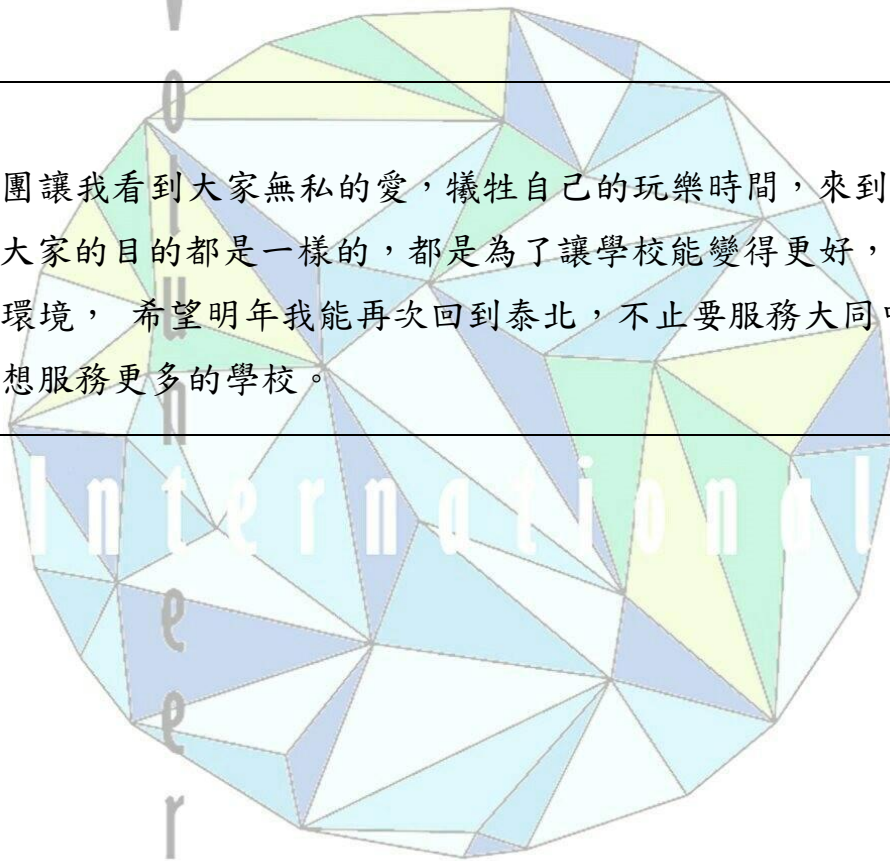 團讓我看到大家無私的愛，犧牲自己的玩樂時間，來到
大家的目的都是一樣的，都是為了讓學校能變得更好，
環境， 希望明年我能再次回到泰北，不止要服務大同
想服務更多的學校。
International
olunteer